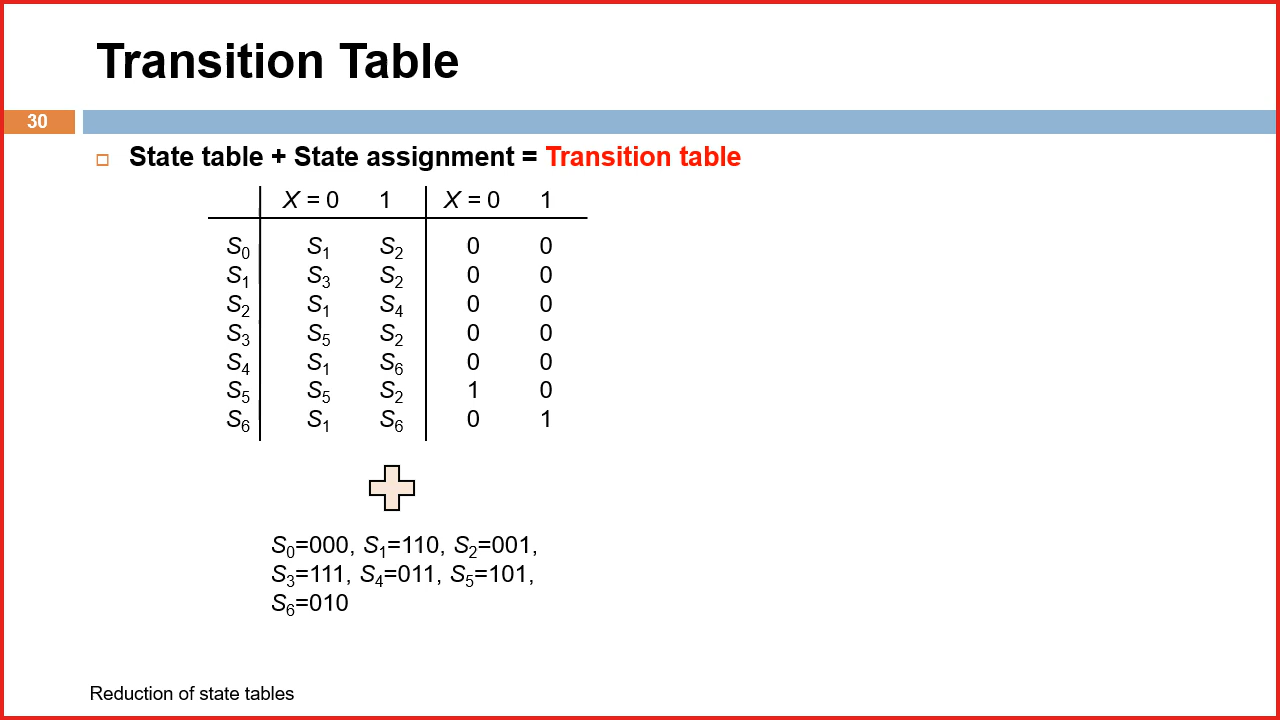 Transition Table
30
State table + State assignment = Transition table
X = 0 1 X = 0 1
S0 S1 S2 0 0
S1 S3 S2 0 0
S2 S1 S4 0 0
S3 S5 S2 0 0
S4 S1 S6 0 0
S5 S5 S2 1 0
S6 S1 S6 0 1
S0=000, S1=110, S2=001,
S3=111, S4=011, S5=101,
S6=010
Reduction of state tables